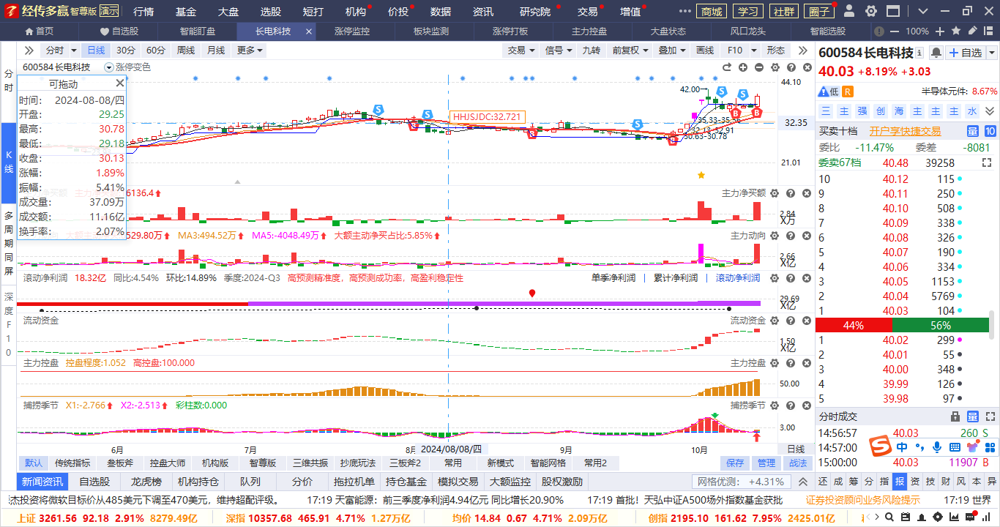 经传多赢 智尊版 演示 行情 基金 大盘 选股 短打 机构 价投 数据 资讯 研究院 交易 增值 商城 学习 社群 圈子
首页 自选股 智能盯盘 长电科技 涨停监控 板块监测 涨停打板 主力控盘 大盘状态 风口龙头 智能选股 100%
分时 日线 30分 60分 周线 月线 更多 交易 信号 九转 前复权 叠加 画线 F10 形态
600584 长电科技 涨停变色
分时
K线
多周期同屏
深度F10
可拖动
时间: 2024-08-08/四
开盘: 29.25
最高: 30.78
最低: 29.18
收盘: 30.13
涨幅: 1.89%
振幅: 5.41%
成交量: 37.09万
成交额: 11.16亿
换手率: 2.07%
HHJSJDC:32.721
42.00
35.33-35
32.13-32.91
30.63-30.78
44.10
32.35
21.01
6136.4 主力净买额
2.84
X万
529.80万 MA3:494.52万 MA5:-4048.49万 大额主动净买占比:5.85% 主力动向
2.66
X亿
滚动净利润 18.32亿 同比:4.54% 环比:14.89% 季度:2024-Q3 高预测精准度，高预测成功率，高盈利稳定性 单季净利润 | 累计净利润 | 滚动净利润
29.69
X亿
流动资金 流动资金
1.50
X亿
主力控盘 控盘程度:1.052 高控盘:100.000 主力控盘
50.00
捕捞季节 X1:-2.766 X2:-2.513 彩柱数:0.000 捕捞季节
3.00
6月 7月 8月 2024/08/08/四 9月 10月 日线
默认 传统指标 叁板斧 控盘大师 机构版 智尊版 三维共振 抄底玩法 三板斧2 常用 新模式 智能网格 常用2 保存 管理 战法
新闻资讯 自选股 龙虎榜 机构持仓 队列 分价 拖拉机单 持仓基金 模拟交易 大额监控 股权激励 网格优测: +4.31%
600584 长电科技 自选
40.03 +8.19% +3.03
低 R 半导体元件: 8.67%
三 主 强 创 海 主 主 主 水
买卖十档 开户享快捷交易 量 10
委比 -11.47% 委差 -8081
委卖67档 40.48 39258
10 40.12 115
9 40.11 250
8 40.10 508
7 40.09 338
6 40.08 326
5 40.07 190
4 40.06 334
3 40.05 1153
2 40.04 5769
1 40.03 104
44% 56%
1 40.02 299
2 40.01 55
3 40.00 348
4 39.99 126
5 39.98 97
分时成交 量
14:56:57 40.03 260 S
14:57:00
中
15:00:00 40.03 11907 B
还 成 筹 分 指 报 资 技 财 风 本 异
杰投资将微软目标价从485美元下调至470美元，维持超配评级。 17:19 天富能源：前三季度净利润4.94亿元 同比增长20.90% 17:19 首批！天弘中证A500场外指数基金获批 证券投资顾问业务风险提示 17:19 世界
上证 3261.56 92.18 2.91% 8279.49亿 深指 10357.68 465.91 4.71% 1.27万亿 均价 14.84 0.67 4.71% 2.09万亿 创指 2195.10 161.62 7.95% 2425.01亿